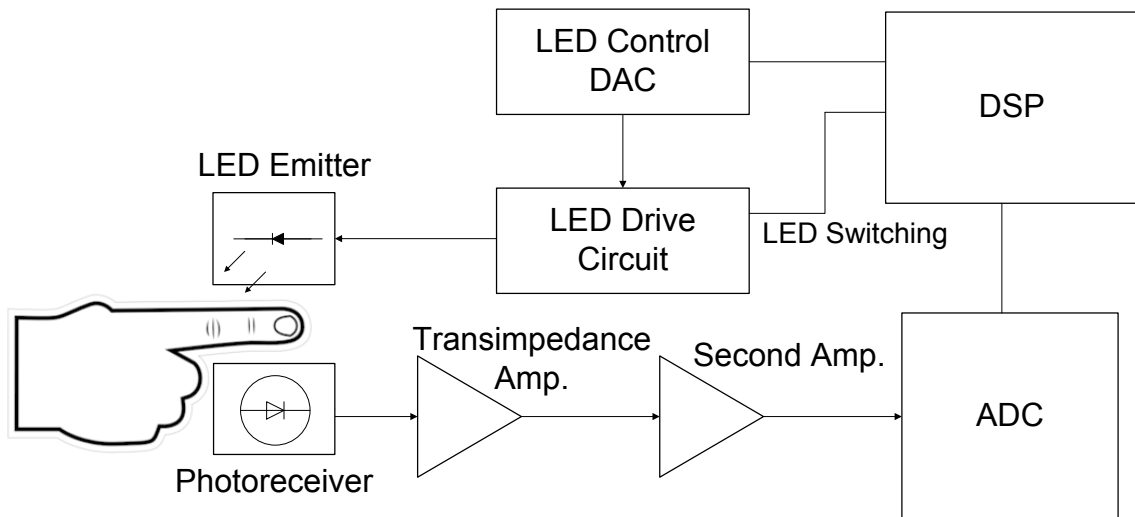 LED Control
DAC
DSP
LED Emitter
LED Drive
Circuit
LED Switching
Transimpedance
Amp.
Second Amp.
ADC
Photoreceiver